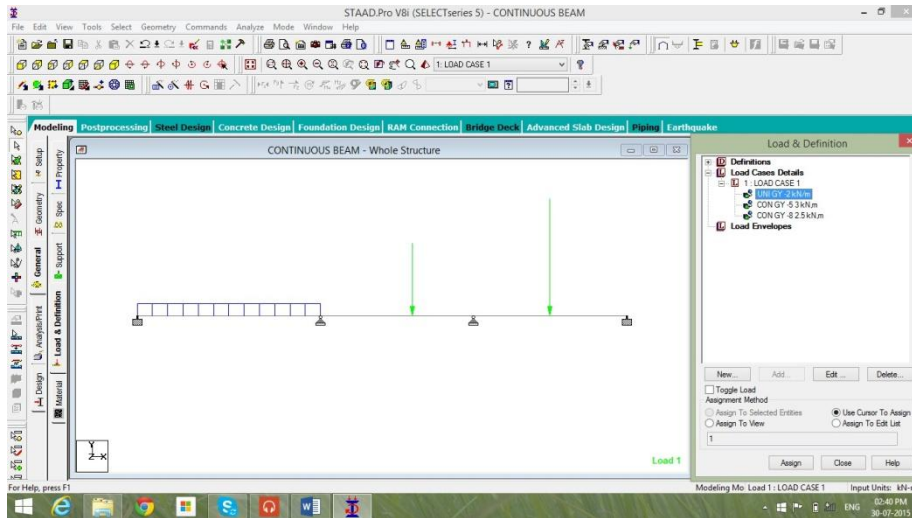 STAAD.Pro V8i (SELECTseries 5) - CONTINUOUS BEAM
File Edit View Tools Select Geometry Commands Analyze Mode Window Help
1: LOAD CASE 1
Modeling Postprocessing Steel Design Concrete Design Foundation Design RAM Connection Bridge Deck Advanced Slab Design Piping Earthquake
Setup
Geometry
General
Analysis/Print
Design
Property
Spec
Support
Load & Definition
Material
CONTINUOUS BEAM - Whole Structure
Y
Z X
Load 1
Load & Definition
Definitions
Load Cases Details
1 : LOAD CASE 1
UNI GY -2 kN/m
CON GY -5 3 kN,m
CON GY -8 2.5 kN,m
Load Envelopes
New... Add... Edit ... Delete...
Toggle Load
Assignment Method
Assign To Selected Entities Use Cursor To Assign
Assign To View Assign To Edit List
1
Assign Close Help
For Help, press F1
Modeling Mo Load 1 : LOAD CASE 1 Input Units: kN-
ENG 02:40 PM
30-07-2015